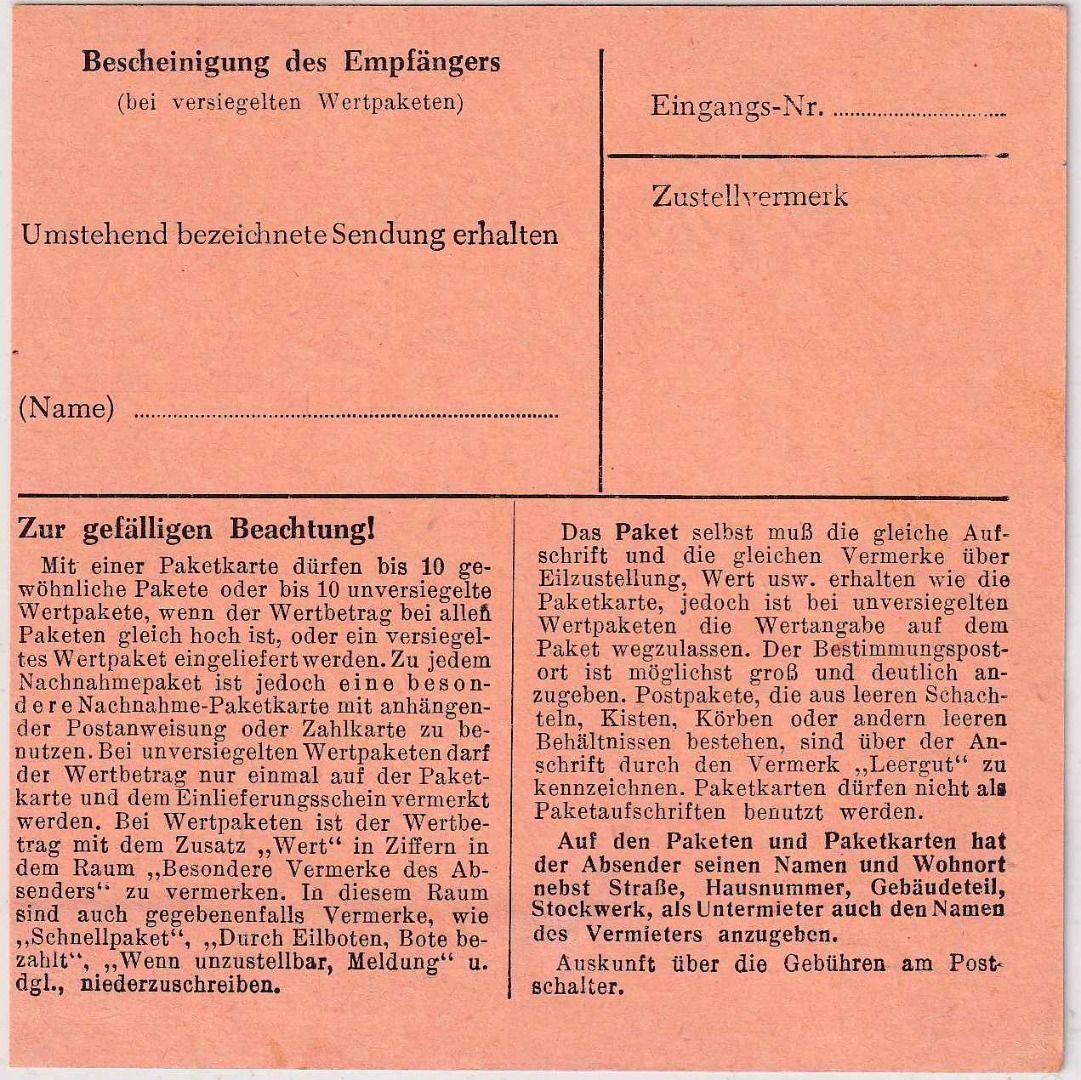 Bescheinigung des Empfängers
(bei versiegelten Wertpaketen)
Umstehend bezeichnete Sendung erhalten
(Name)
Eingangs-Nr.
Zustellvermerk
Zur gefälligen Beachtung!
Mit einer Paketkarte dürfen bis 10 ge-
wöhnliche Pakete oder bis 10 unversiegelte
Wertpakete, wenn der Wertbetrag bei allen
Paketen gleich hoch ist, oder ein versiegel-
tes Wertpaket eingeliefert werden. Zu jedem
Nachnahmepaket ist jedoch eine beson-
dere Nachnahme-Paketkarte mit anhängen-
der Postanweisung oder Zahlkarte zu be-
nutzen. Bei unversiegelten Wertpaketen darf
der Wertbetrag nur einmal auf der Paket-
karte und dem Einlieferungsschein vermerkt
werden. Bei Wertpaketen ist der Wertbe-
trag mit dem Zusatz „Wert“ in Ziffern in
dem Raum „Besondere Vermerke des Ab-
senders“ zu vermerken. In diesem Raum
sind auch gegebenenfalls Vermerke, wie
„Schnellpaket“, „Durch Eilboten, Bote be-
zahlt“, „Wenn unzustellbar, Meldung“ u.
dgl., niederzuschreiben.
Das Paket selbst muß die gleiche Auf-
schrift und die gleichen Vermerke über
Eilzustellung, Wert usw. erhalten wie die
Paketkarte, jedoch ist bei unversiegelten
Wertpaketen die Wertangabe auf dem
Paket wegzulassen. Der Bestimmungspost-
ort ist möglichst groß und deutlich an-
zugeben. Postpakete, die aus leeren Schach-
teln, Kisten, Körben oder andern leeren
Behältnissen bestehen, sind über der An-
schrift durch den Vermerk „Leergut“ zu
kennzeichnen. Paketkarten dürfen nicht als
Paketaufschriften benutzt werden.
Auf den Paketen und Paketkarten hat
der Absender seinen Namen und Wohnort
nebst Straße, Hausnummer, Gebäudeteil,
Stockwerk, als Untermieter auch den Namen
des Vermieters anzugeben.
Auskunft über die Gebühren am Post-
schalter.